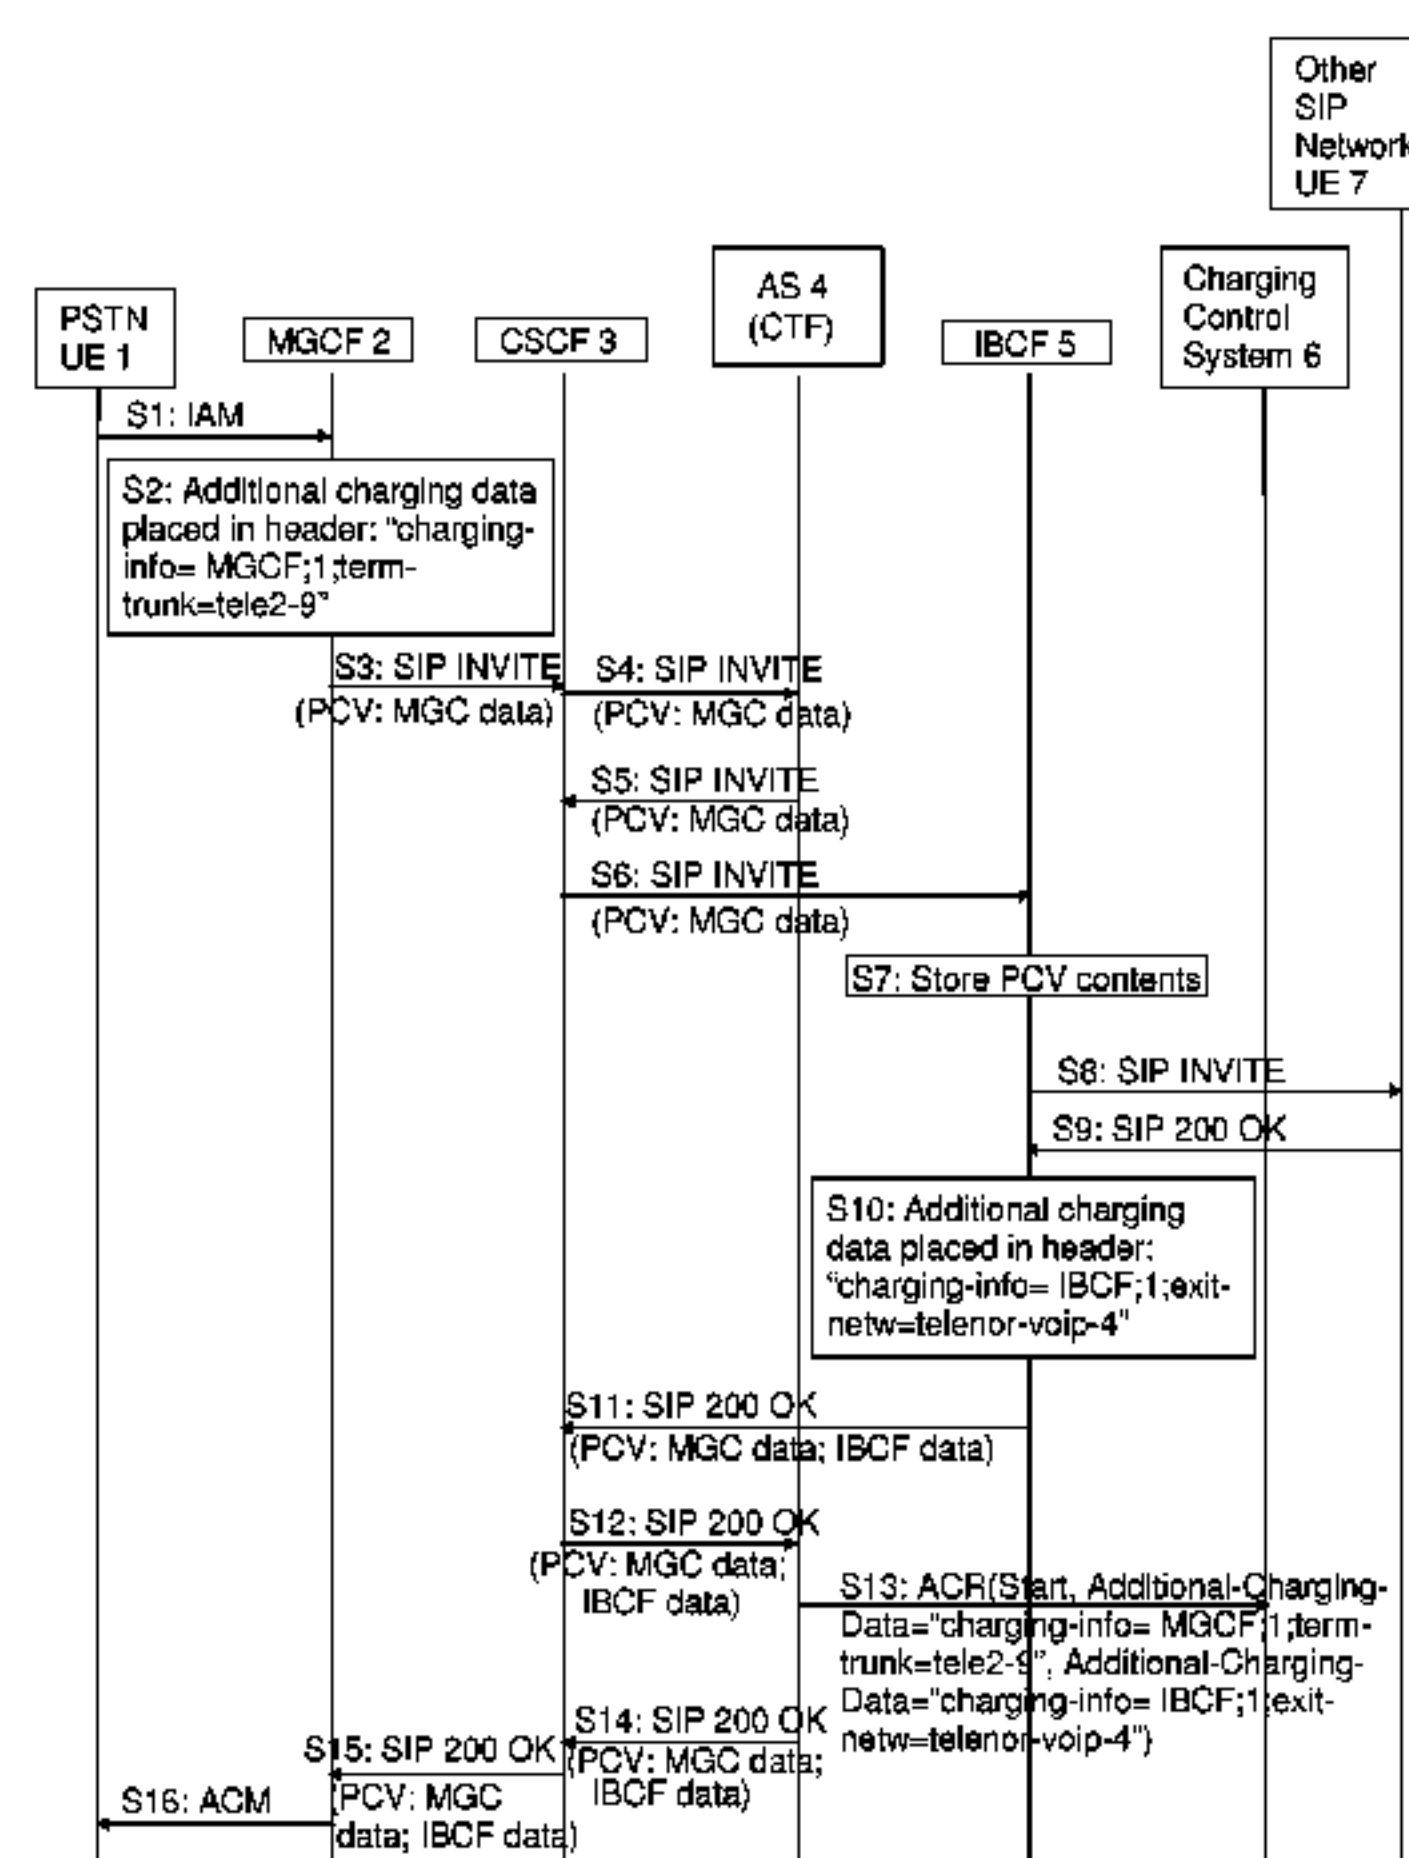 Other
SIP
Network
UE 7
PSTN
UE 1
MGCF 2
CSCF 3
AS 4
(CTF)
IBCF 5
Charging
Control
System 6
S1: IAM
S2: Additional charging data
placed in header: "charging-
info= MGCF;1;term-
trunk=tele2-9"
S3: SIP INVITE
(PCV: MGC data)
S4: SIP INVITE
(PCV: MGC data)
S5: SIP INVITE
(PCV: MGC data)
S6: SIP INVITE
(PCV: MGC data)
S7: Store PCV contents
S8: SIP INVITE
S9: SIP 200 OK
S10: Additional charging
data placed in header:
"charging-info= IBCF;1;exit-
netw=telenor-voip-4"
S11: SIP 200 OK
(PCV: MGC data; IBCF data)
S12: SIP 200 OK
(PCV: MGC data;
IBCF data)
S13: ACR(Start, Additional-Charging-
Data="charging-info= MGCF;1;term-
trunk=tele2-9", Additional-Charging-
Data="charging-info= IBCF;1;exit-
netw=telenor-voip-4")
S14: SIP 200 OK
(PCV: MGC data;
IBCF data)
S15: SIP 200 OK
(PCV: MGC
data; IBCF data)
S16: ACM